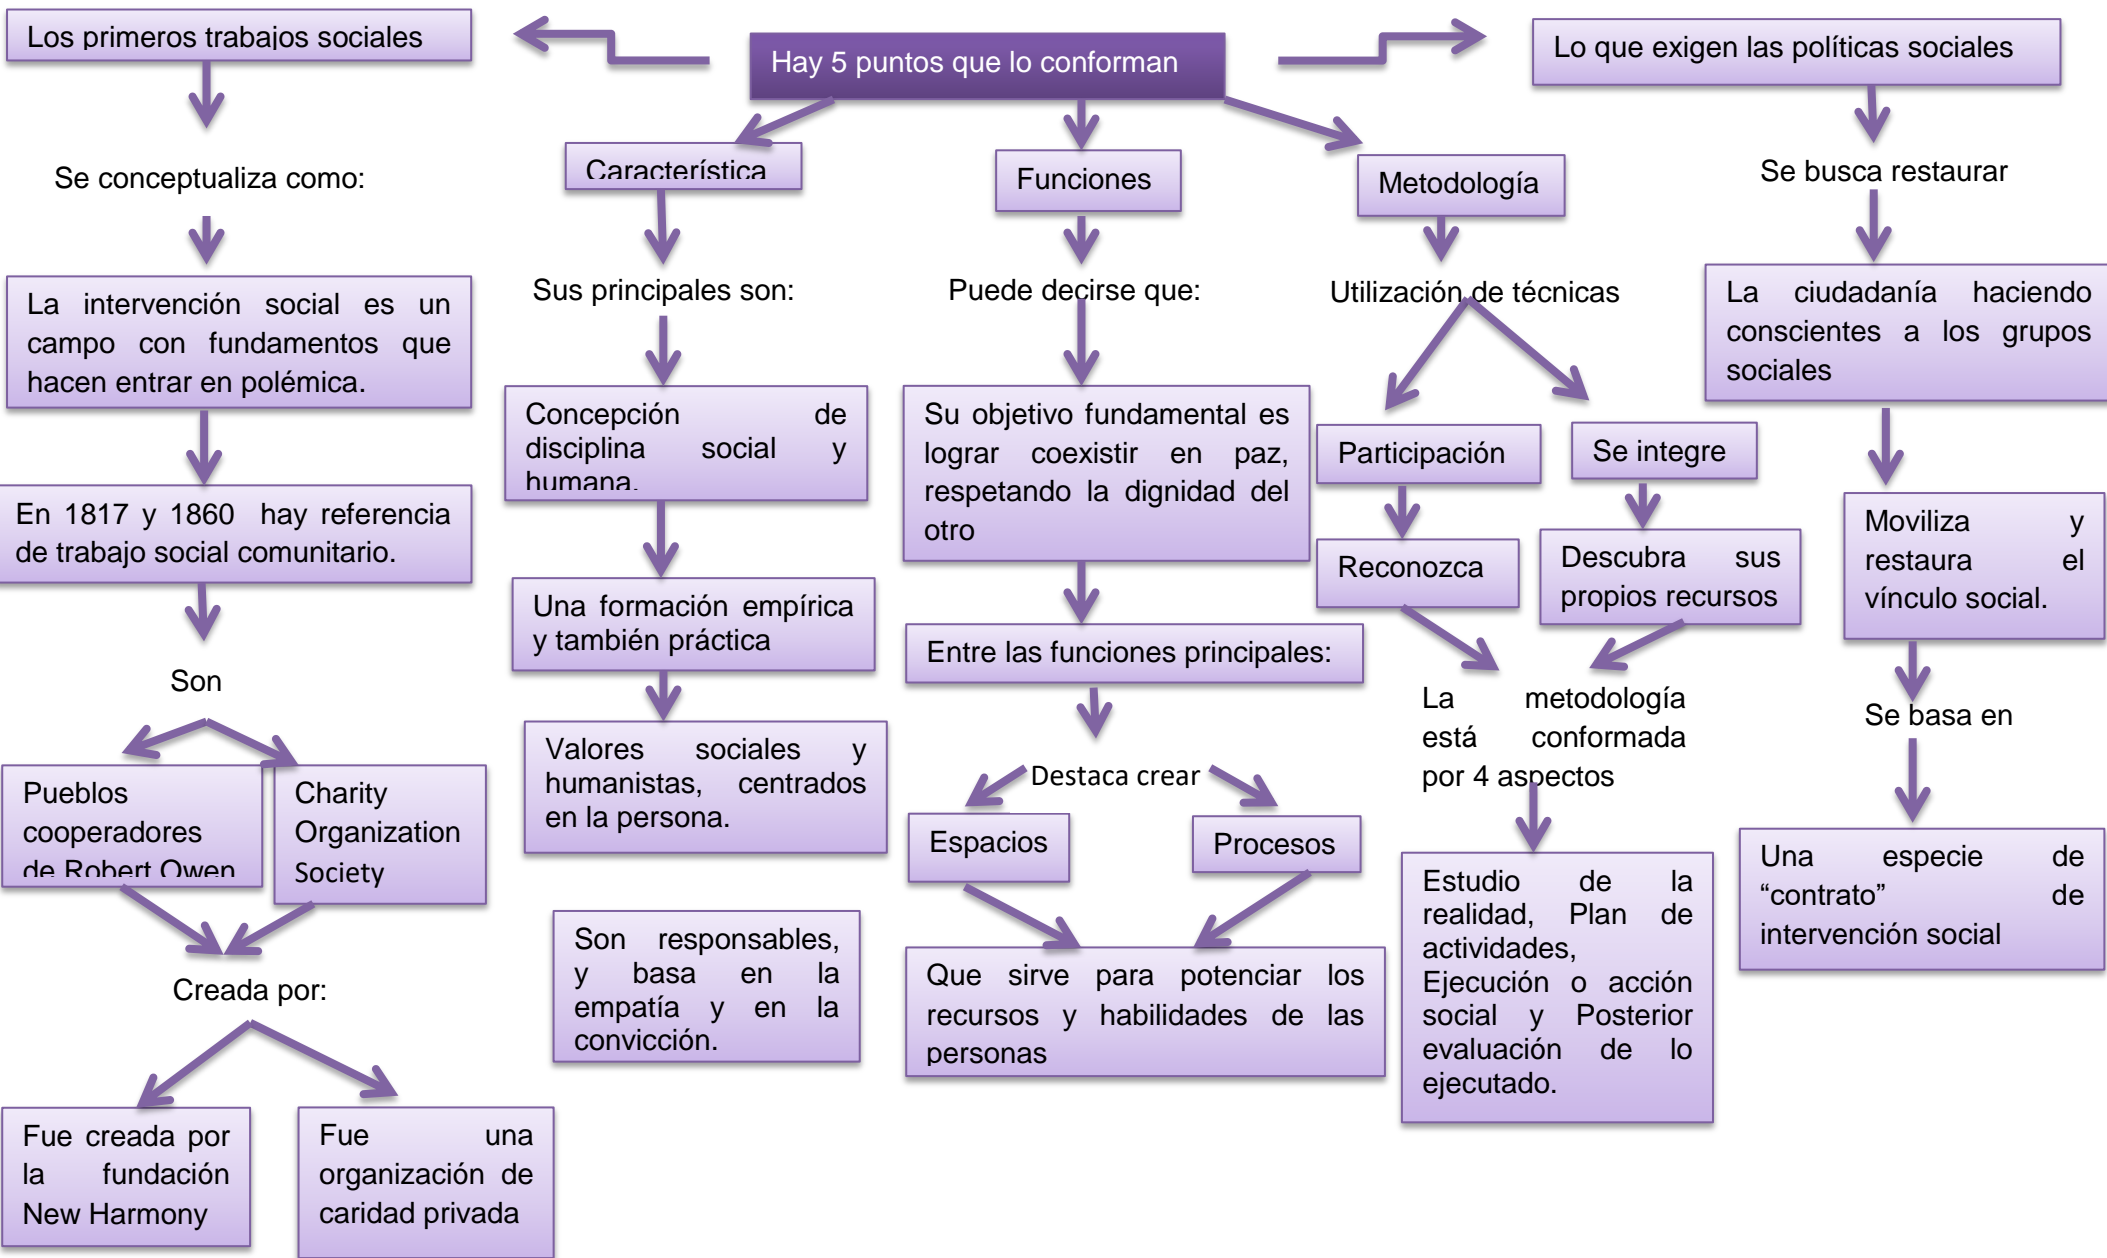 Hay 5 puntos que lo conforman
Los primeros trabajos sociales
Se conceptualiza como:
La intervención social es un
campo con fundamentos que
hacen entrar en polémica.
En 1817 y 1860 hay referencia
de trabajo social comunitario.
Son
Pueblos
cooperadores
de Robert Owen
Charity
Organization
Society
Creada por:
Fue creada por
la fundación
New Harmony
Fue una
organización de
caridad privada
Característica
Sus principales son:
Concepción de
disciplina social y
humana.
Una formación empírica
y también práctica
Valores sociales y
humanistas, centrados
en la persona.
Son responsables,
y basa en la
empatía y en la
convicción.
Funciones
Puede decirse que:
Su objetivo fundamental es
lograr coexistir en paz,
respetando la dignidad del
otro
Entre las funciones principales:
Destaca crear
Espacios
Procesos
Que sirve para potenciar los
recursos y habilidades de las
personas
Metodología
Utilización de técnicas
Participación
Se integre
Reconozca
Descubra sus
propios recursos
La metodología
está conformada
por 4 aspectos
Estudio de la
realidad, Plan de
actividades,
Ejecución o acción
social y Posterior
evaluación de lo
ejecutado.
Lo que exigen las políticas sociales
Se busca restaurar
La ciudadanía haciendo
conscientes a los grupos
sociales
Moviliza y
restaura el
vínculo social.
Se basa en
Una especie de
“contrato” de
intervención social